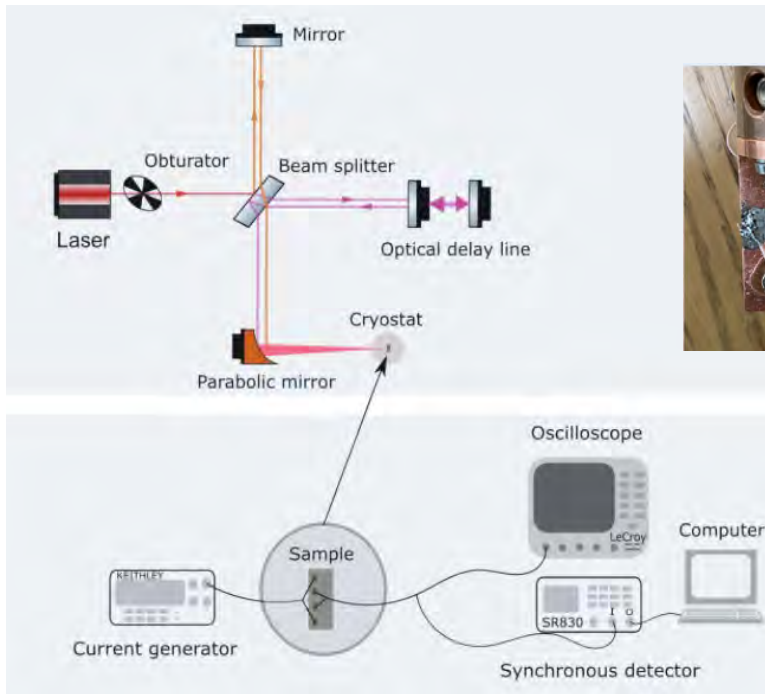 Mirror
Obturator
Beam splitter
Laser
Optical delay line
Cryostat
Parabolic mirror
Oscilloscope
LeCroy
Computer
Sample
KEITHLEY
I O
SR830
Current generator
Synchronous detector